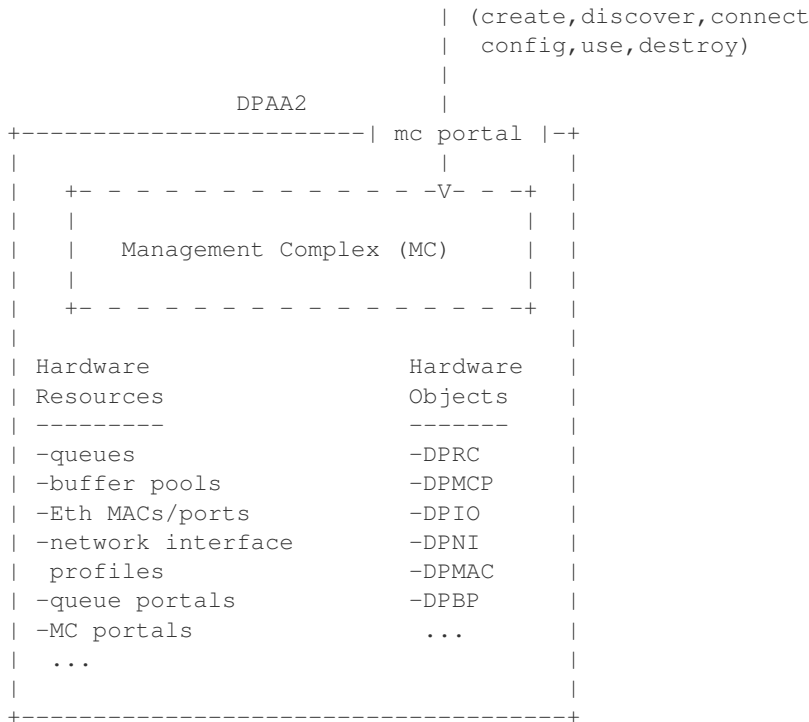 | (create,discover,connect
                              |  config,use,destroy)
                              |
                 DPAA2        |
+------------------------| mc portal |-+
|                             |        |
|   +- - - - - - - - - - - - -V- - -+  |
|   |                               |  |
|   |   Management Complex (MC)     |  |
|   |                               |  |
|   +- - - - - - - - - - - - - - - -+  |
|                                      |
| Hardware                  Hardware   |
| Resources                 Objects    |
| ---------                 -------    |
| -queues                   -DPRC      |
| -buffer pools             -DPMCP     |
| -Eth MACs/ports           -DPIO      |
| -network interface        -DPNI      |
|  profiles                 -DPMAC     |
| -queue portals            -DPBP      |
| -MC portals                ...       |
|  ...                                 |
|                                      |
+--------------------------------------+